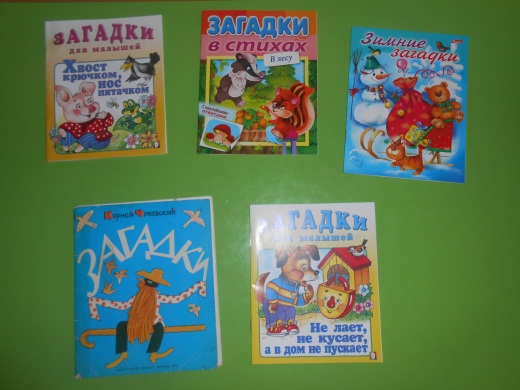 ЗАГАДКИ
ДЛЯ МАЛЫШЕЙ
Хвост
крючком,
нос
пятачком
ЗАГАДКИ
в стихах
В лесу
Зимние загадки
Корней Чуковский
ЗАГАДКИ
ЗАГАДКИ
ДЛЯ МАЛЫШЕЙ
Не лает,
не кусает,
а в дом не пускает